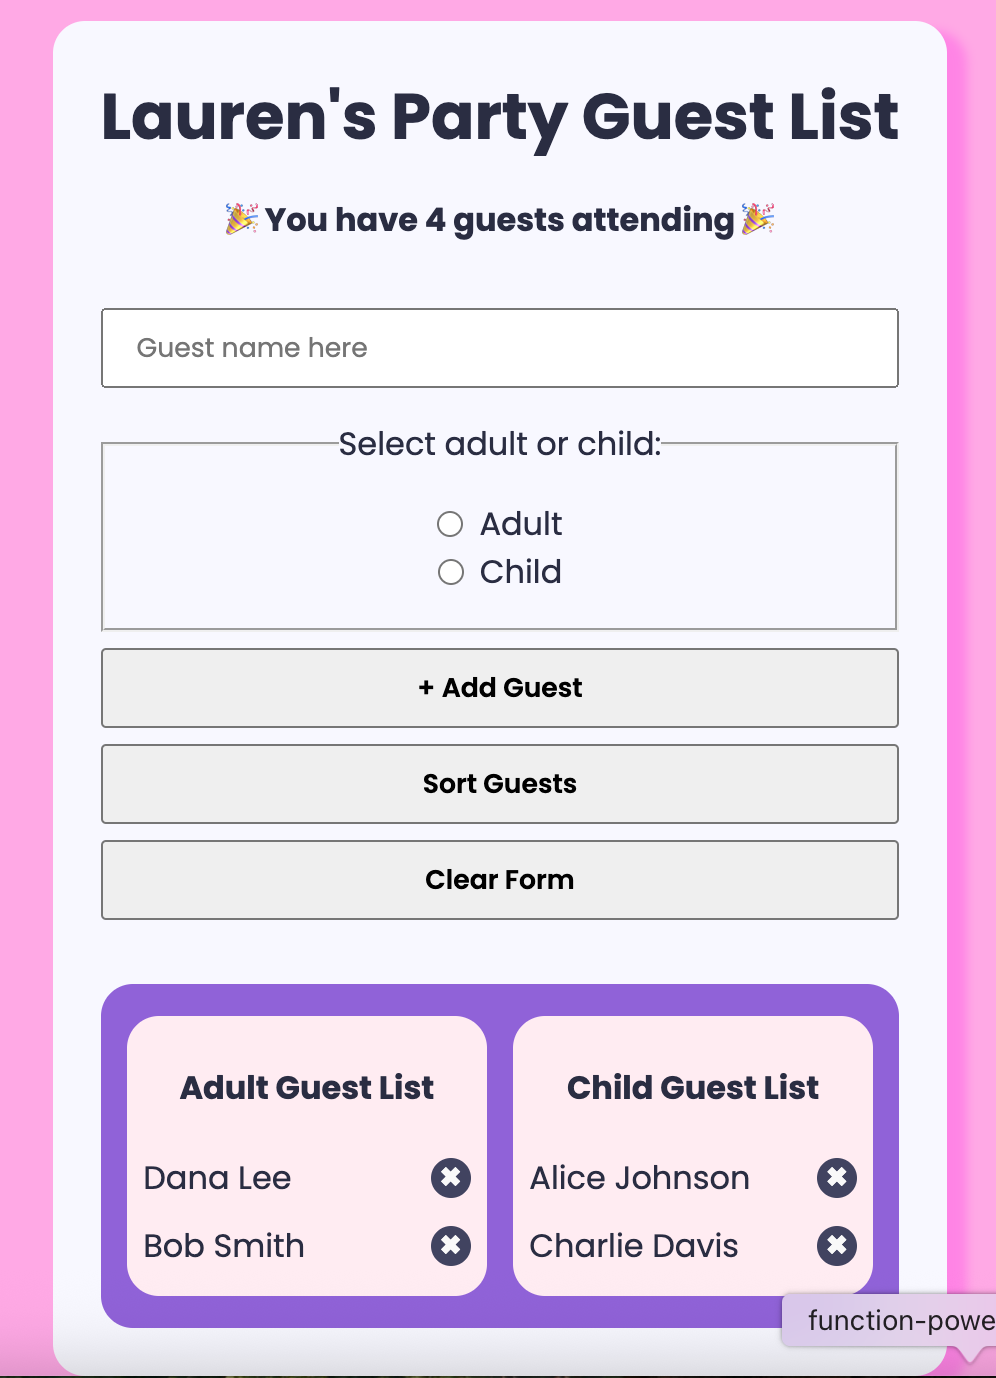 Lauren's Party Guest List
🎉 You have 4 guests attending 🎉
Guest name here
Select adult or child:
Adult
Child
+ Add Guest
Sort Guests
Clear Form
Adult Guest List
Dana Lee
Bob Smith
Child Guest List
Alice Johnson
Charlie Davis
function-powe